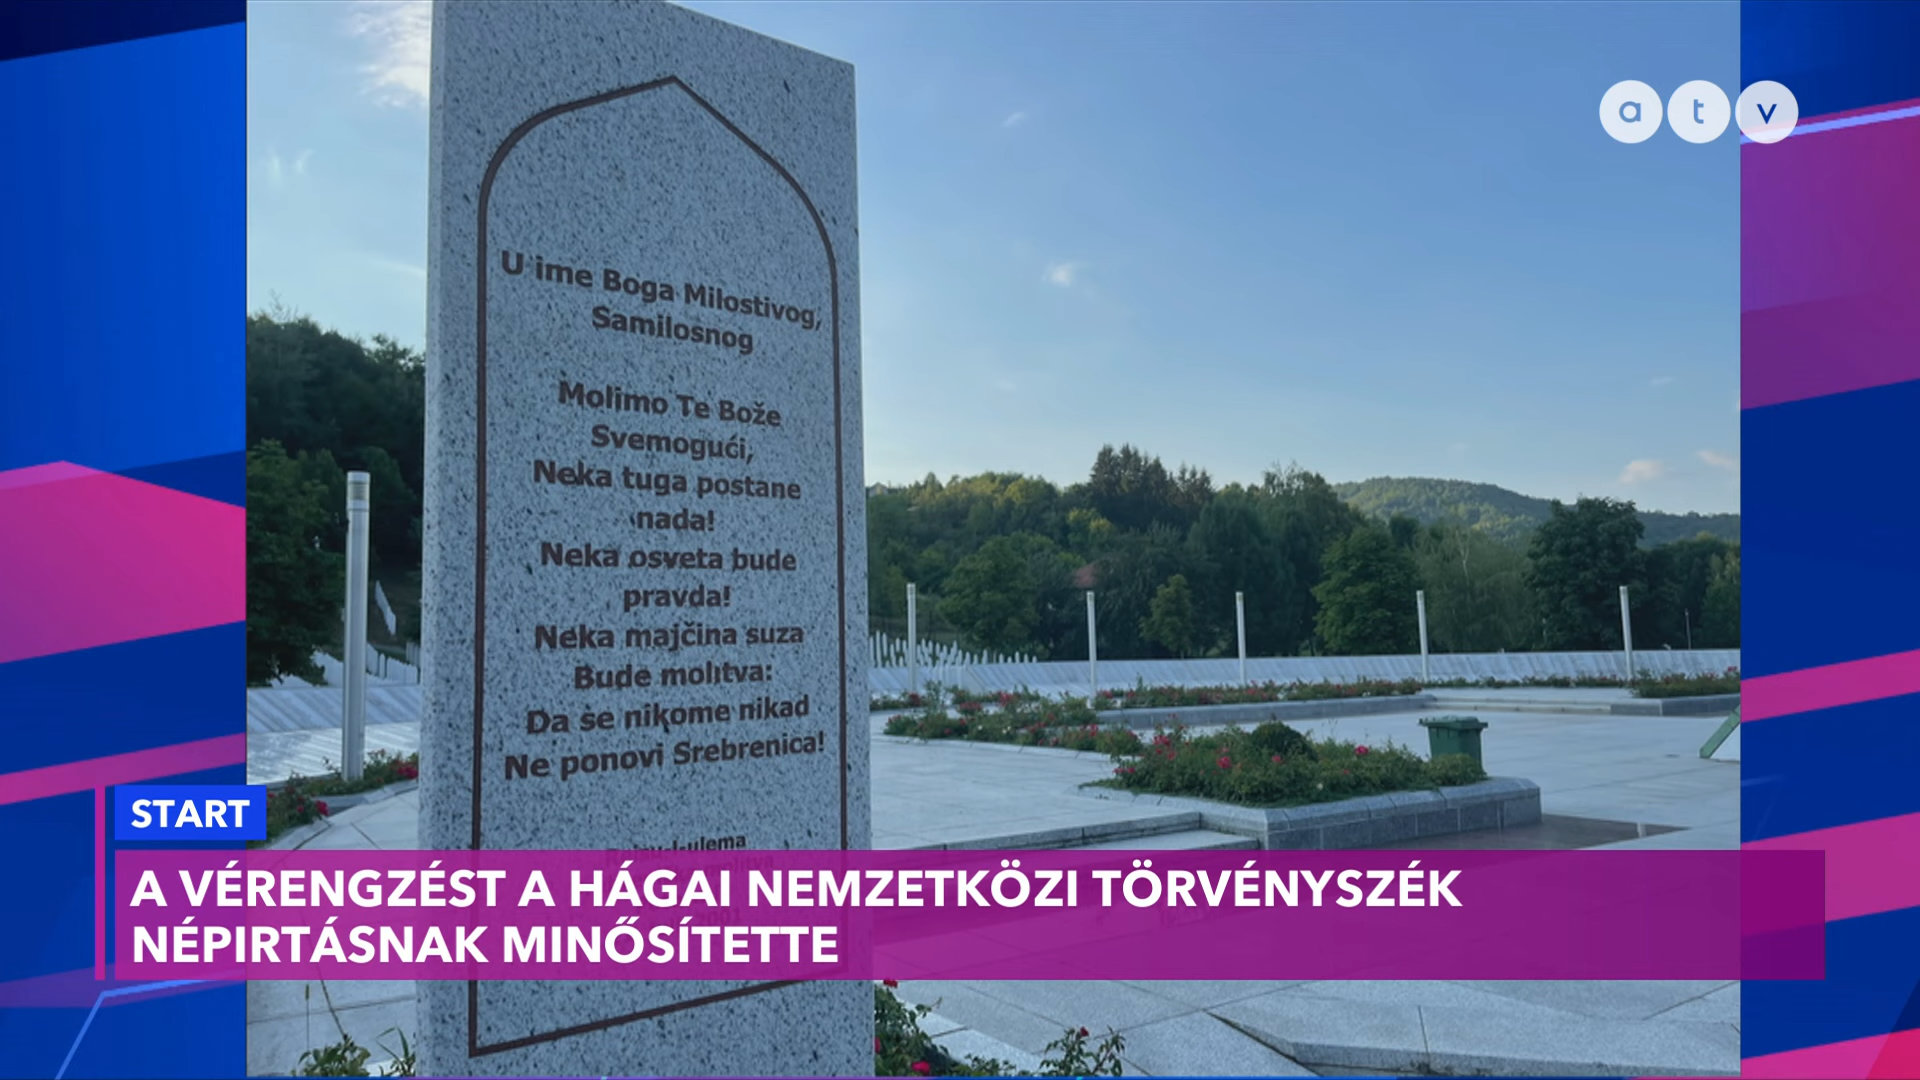 a t v
U ime Boga Milostivog,
Samilosnog
Molimo Te Bože
Svemogući,
Neka tuga postane
nada!
Neka osveta bude
pravda!
Neka majčina suza
Bude molitva:
Da se nikome nikad
Ne ponovi Srebrenica!
START
A VÉRENGZÉST A HÁGAI NEMZETKÖZI TÖRVÉNYSZÉK
NÉPIRTÁSNAK MINŐSÍTETTE